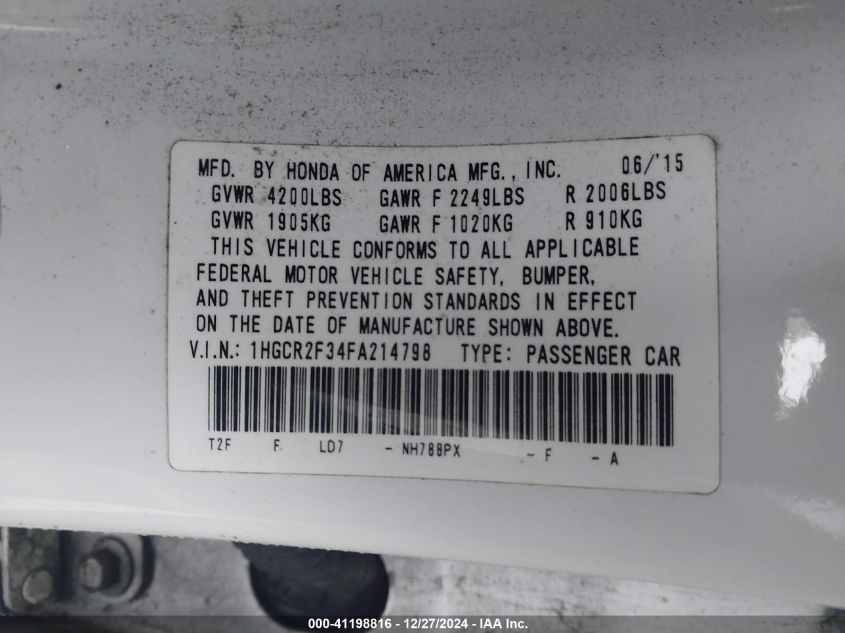 MFD. BY HONDA OF AMERICA MFG., INC. 06/'15
GVWR 4200LBS GAWR F 2249LBS R 2006LBS
GVWR 1905KG GAWR F 1020KG R 910KG
THIS VEHICLE CONFORMS TO ALL APPLICABLE
FEDERAL MOTOR VEHICLE SAFETY, BUMPER,
AND THEFT PREVENTION STANDARDS IN EFFECT
ON THE DATE OF MANUFACTURE SHOWN ABOVE.
V.I.N.: 1HGCR2F34FA214798 TYPE: PASSENGER CAR
T2F F LD7 - NH788PX - F - A
000-41198816 - 12/27/2024 - IAA Inc.